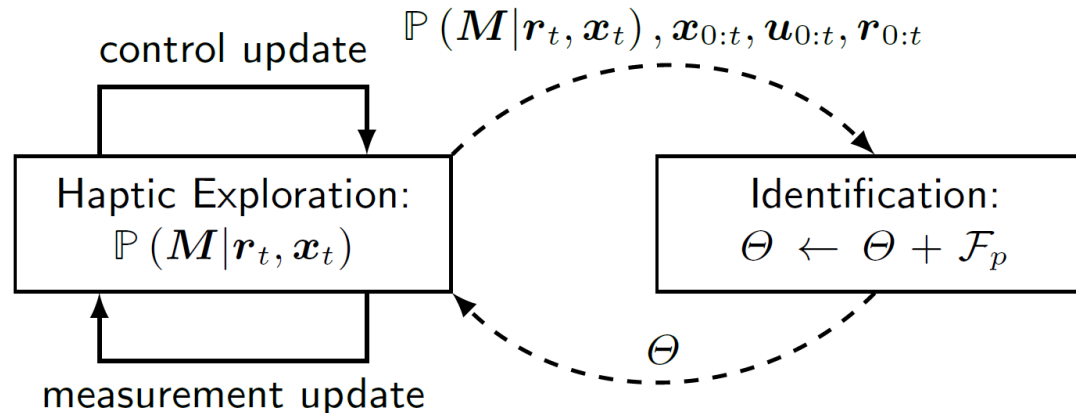 ℙ (M|r_t, x_t) , x_{0:t}, u_{0:t}, r_{0:t}
control update
Haptic Exploration:
ℙ (M|r_t, x_t)
Identification:
Θ ← Θ + ℱ_p
Θ
measurement update